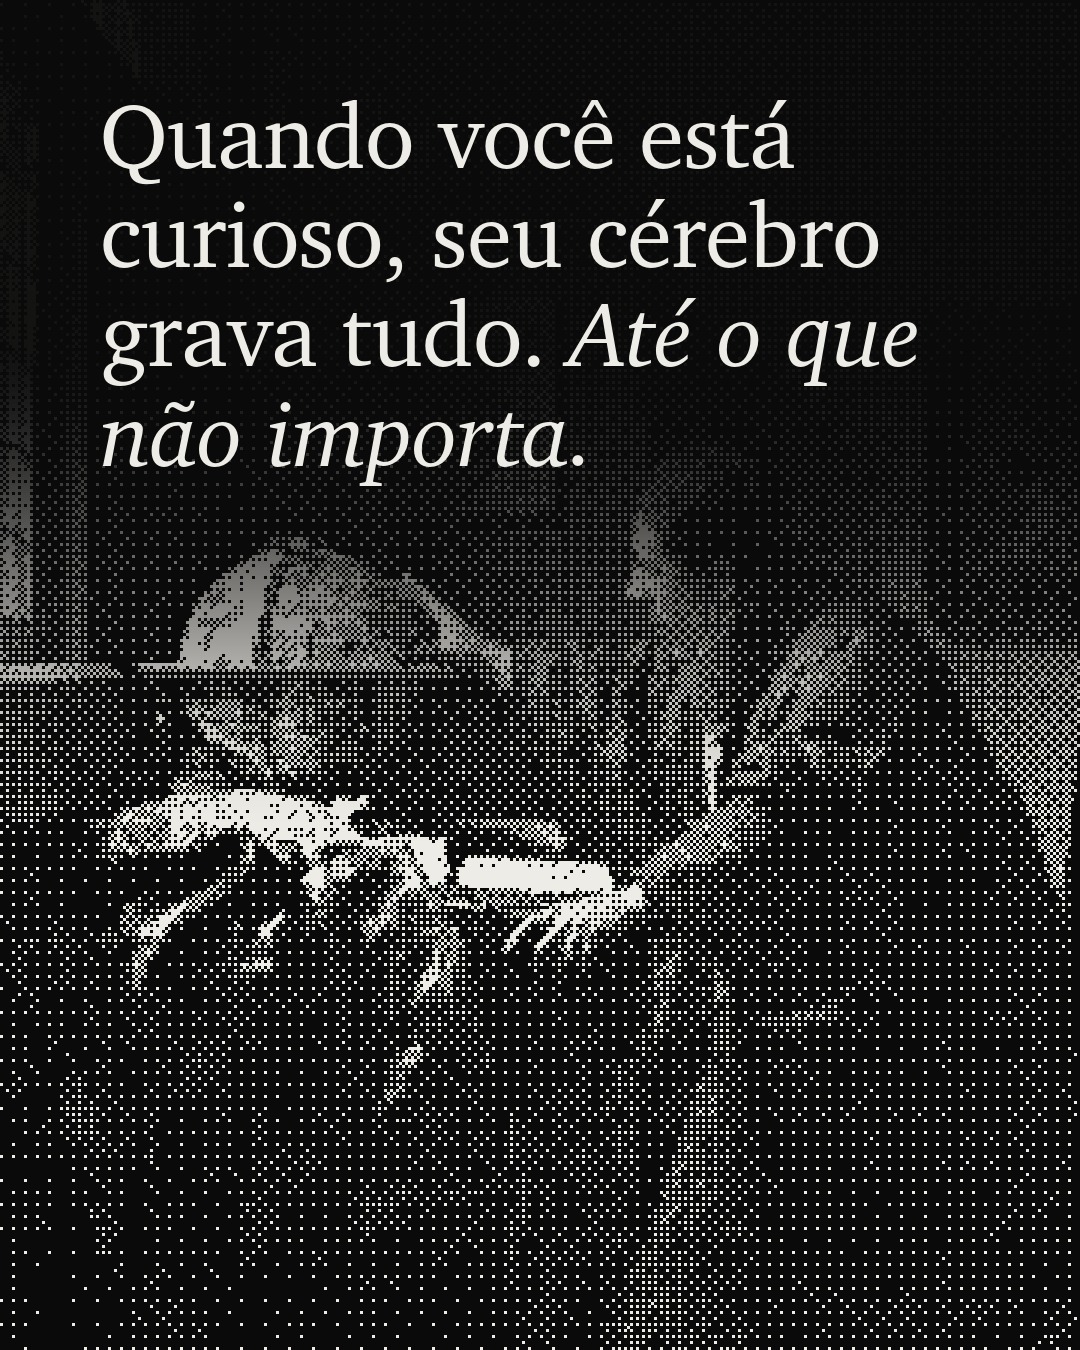 Quando você está
curioso, seu cérebro
grava tudo. Até o que
não importa.